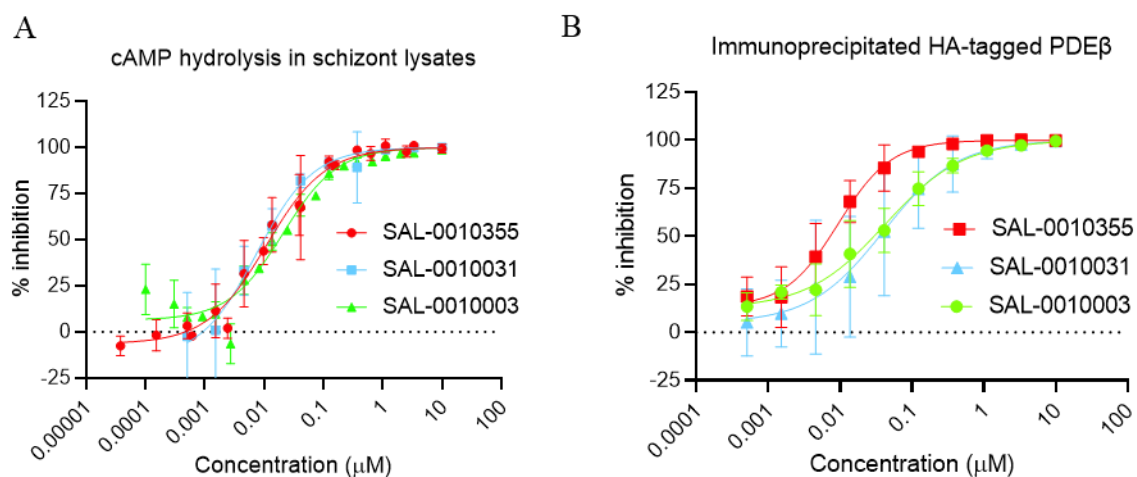 A
cAMP hydrolysis in schizont lysates
% inhibition
125
100
75
50
25
0
-25
SAL-0010355
SAL-0010031
SAL-0010003
0.00001
0.0001
0.001
0.01
0.1
1
10
100
Concentration (μM)
B
Immunoprecipitated HA-tagged PDEβ
% inhibition
125
100
75
50
25
0
-25
SAL-0010355
SAL-0010031
SAL-0010003
0.0001
0.001
0.01
0.1
1
10
100
Concentration (μM)